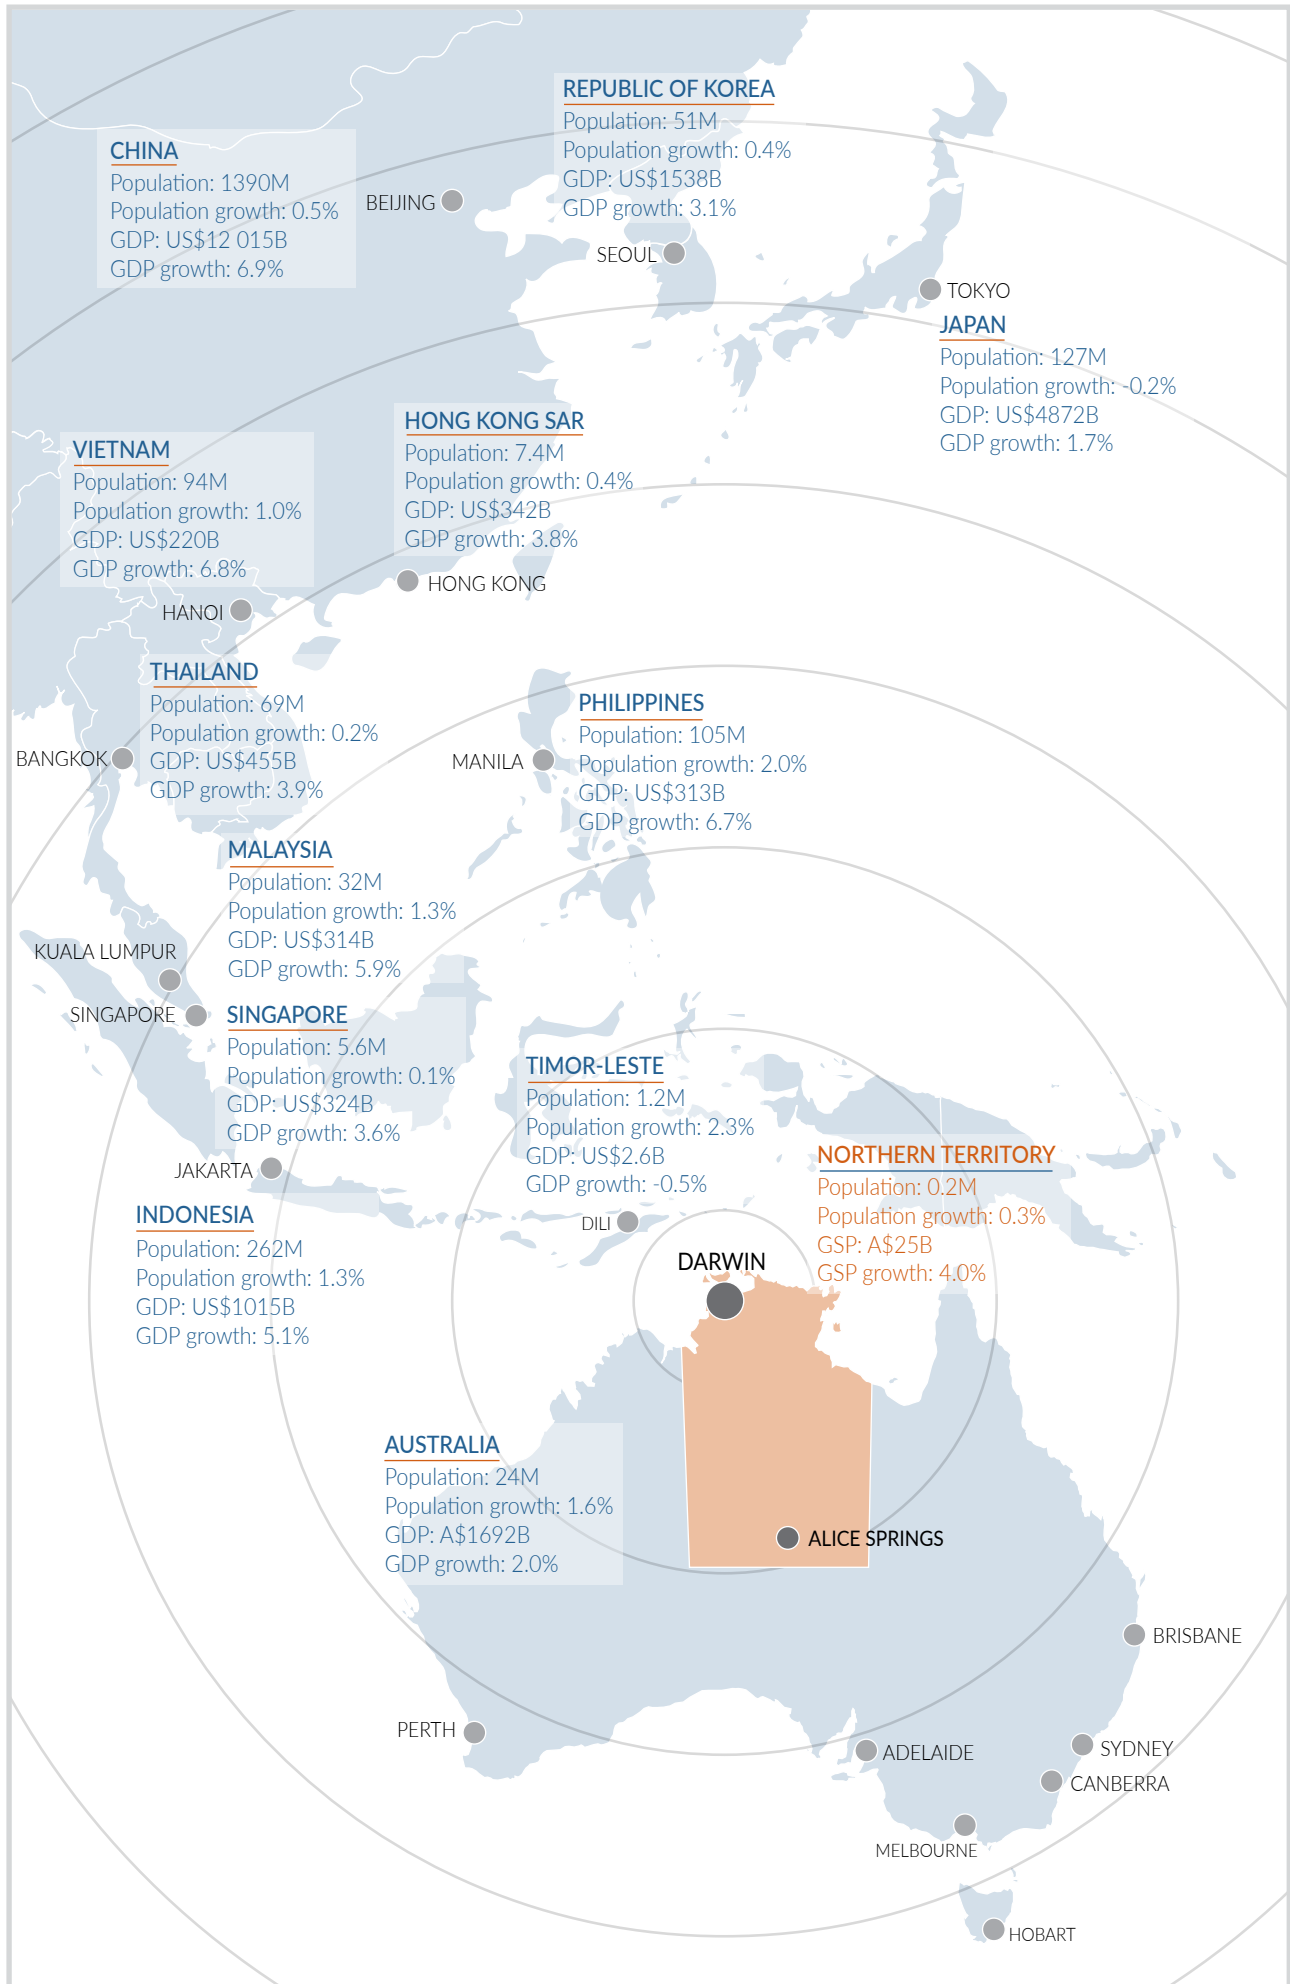 REPUBLIC OF KOREA
Population: 51M
Population growth: 0.4%
GDP: US$1538B
GDP growth: 3.1%
CHINA
Population: 1390M
Population growth: 0.5%
GDP: US$12 015B
GDP growth: 6.9%
BEIJING
SEOUL
TOKYO
JAPAN
Population: 127M
Population growth: -0.2%
GDP: US$4872B
GDP growth: 1.7%
HONG KONG SAR
Population: 7.4M
Population growth: 0.4%
GDP: US$342B
GDP growth: 3.8%
HONG KONG
VIETNAM
Population: 94M
Population growth: 1.0%
GDP: US$220B
GDP growth: 6.8%
HANOI
THAILAND
Population: 69M
Population growth: 0.2%
GDP: US$455B
GDP growth: 3.9%
BANGKOK
PHILIPPINES
Population: 105M
Population growth: 2.0%
GDP: US$313B
GDP growth: 6.7%
MANILA
MALAYSIA
Population: 32M
Population growth: 1.3%
GDP: US$314B
GDP growth: 5.9%
KUALA LUMPUR
SINGAPORE
SINGAPORE
Population: 5.6M
Population growth: 0.1%
GDP: US$324B
GDP growth: 3.6%
TIMOR-LESTE
Population: 1.2M
Population growth: 2.3%
GDP: US$2.6B
GDP growth: -0.5%
DILI
NORTHERN TERRITORY
Population: 0.2M
Population growth: 0.3%
GSP: A$25B
GSP growth: 4.0%
JAKARTA
INDONESIA
Population: 262M
Population growth: 1.3%
GDP: US$1015B
GDP growth: 5.1%
DARWIN
AUSTRALIA
Population: 24M
Population growth: 1.6%
GDP: A$1692B
GDP growth: 2.0%
ALICE SPRINGS
BRISBANE
PERTH
ADELAIDE
SYDNEY
CANBERRA
MELBOURNE
HOBART